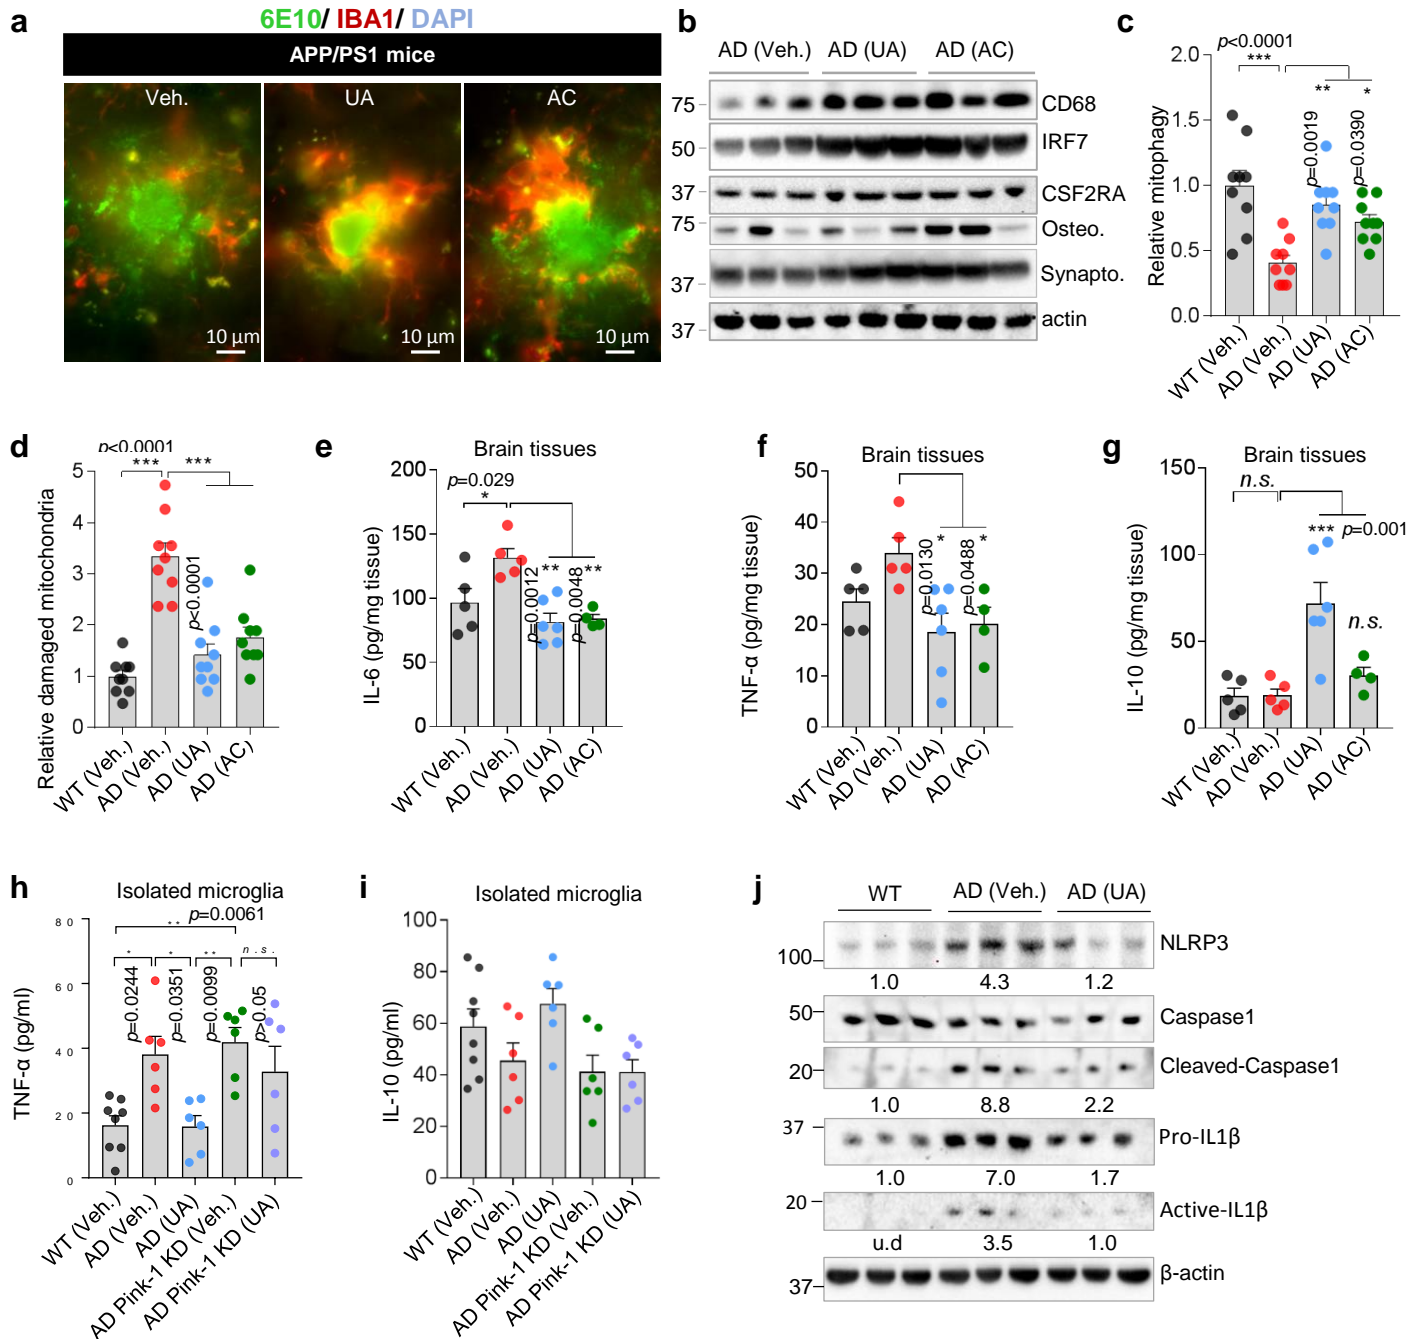 a
6E10/ IBA1/ DAPI
APP/PS1 mice
Veh.
UA
AC
10 µm
10 µm
10 µm
b
AD (Veh.)
AD (UA)
AD (AC)
75
CD68
50
IRF7
37
CSF2RA
75
Osteo.
37
Synapto.
37
actin
c
Relative mitophagy
2.0
1.5
1.0
0.5
0.0
p<0.0001
***
**
*
p=0.0019
p=0.0390
WT (Veh.)
AD (Veh.)
AD (UA)
AD (AC)
d
Relative damaged mitochondria
5
4
3
2
1
0
p<0.0001
***
***
p<0.0001
WT (Veh.)
AD (Veh.)
AD (UA)
AD (AC)
e
Brain tissues
IL-6 (pg/mg tissue)
200
150
100
50
0
p=0.029
*
**
**
p=0.0012
p=0.0048
WT (Veh.)
AD (Veh.)
AD (UA)
AD (AC)
f
Brain tissues
TNF-α (pg/mg tissue)
50
40
30
20
10
0
*
*
p=0.0130
p=0.0488
WT (Veh.)
AD (Veh.)
AD (UA)
AD (AC)
g
Brain tissues
IL-10 (pg/mg tissue)
150
100
50
0
n.s.
***
p=0.001
n.s.
WT (Veh.)
AD (Veh.)
AD (UA)
AD (AC)
h
Isolated microglia
TNF-α (pg/ml)
80
60
40
20
0
**
p=0.0061
*
*
**
n.s.
p=0.0244
p=0.0351
p=0.0099
p>0.05
WT (Veh.)
AD (Veh.)
AD (UA)
AD Pink-1 KD (Veh.)
AD Pink-1 KD (UA)
i
Isolated microglia
IL-10 (pg/ml)
100
80
60
40
20
0
WT (Veh.)
AD (Veh.)
AD (UA)
AD Pink-1 KD (Veh.)
AD Pink-1 KD (UA)
j
WT
AD (Veh.)
AD (UA)
100
NLRP3
1.0
4.3
1.2
50
Caspase1
20
Cleaved-Caspase1
1.0
8.8
2.2
37
Pro-IL1β
1.0
7.0
1.7
20
Active-IL1β
u.d
3.5
1.0
37
β-actin